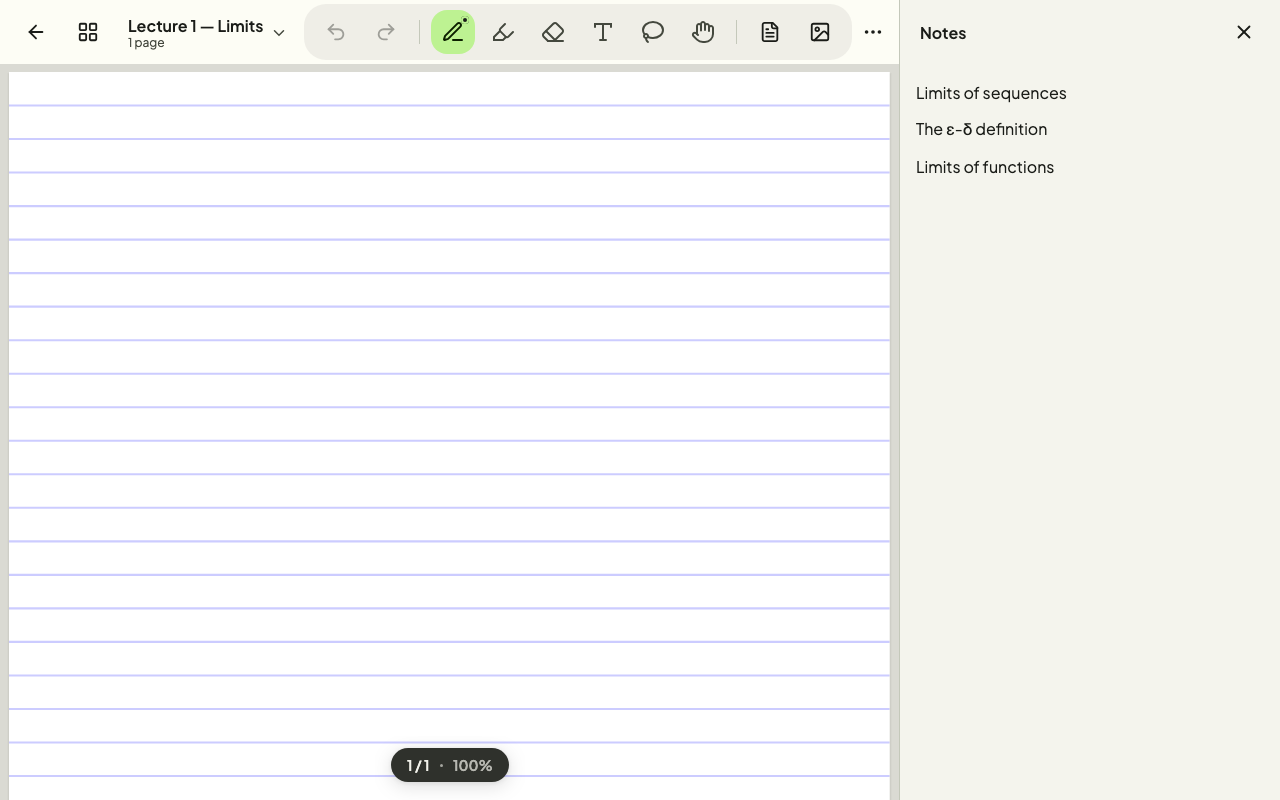 Lecture 1 — Limits
1 page
Notes
Limits of sequences
The ε-δ definition
Limits of functions
1 / 1 · 100%